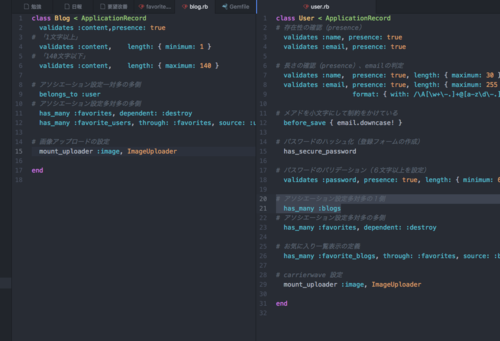 勉強
日報
favorite...
blog.rb
Gemfile
user.rb
1 class Blog < ApplicationRecord
2 validates :content,presence: true
3 # 「1文字以上」
4 validates :content, length: { minimum: 1 }
5 # 「140文字以下」
6 validates :content, length: { maximum: 140 }
7
8 # アソシエーション設定一対多の多側
9 belongs_to :user
10 # アソシエーション設定多対多の多側
11 has_many :favorites, dependent: :destroy
12 has_many :favorite_users, through: :favorites, source: :u
13
14 # 画像アップロードの設定
15 mount_uploader :image, ImageUploader
16
17 end
18
1 class User < ApplicationRecord
2 # 存在性の確認（presence）
3 validates :name, presence: true
4 validates :email, presence: true
5
6 # 長さの確認（presence）、emailの判定
7 validates :name, presence: true, length: { maximum: 30 }
8 validates :email, presence: true, length: { maximum: 255
9 format: { with: /\A[\w+\-.]+@[a-z\d\-.]
10
11 # メアドを小文字にして制約をかけている
12 before_save { email.downcase! }
13
14 # パスワードのハッシュ化（登録フォームの作成）
15 has_secure_password
16
17 # パスワードのバリデーション（６文字以上を設定）
18 validates :password, presence: true, length: { minimum: 6
19
20 # アソシエーション設定
21 has_many :blogs
22 # アソシエーション設定多対多の多側
23 has_many :favorites, dependent: :destroy
24
25 # お気に入り一覧表示の定義
26 has_many :favorite_blogs, through: :favorites, source: :b
27
28 # carrierwave 設定
29 mount_uploader :image, ImageUploader
30
31 end
32